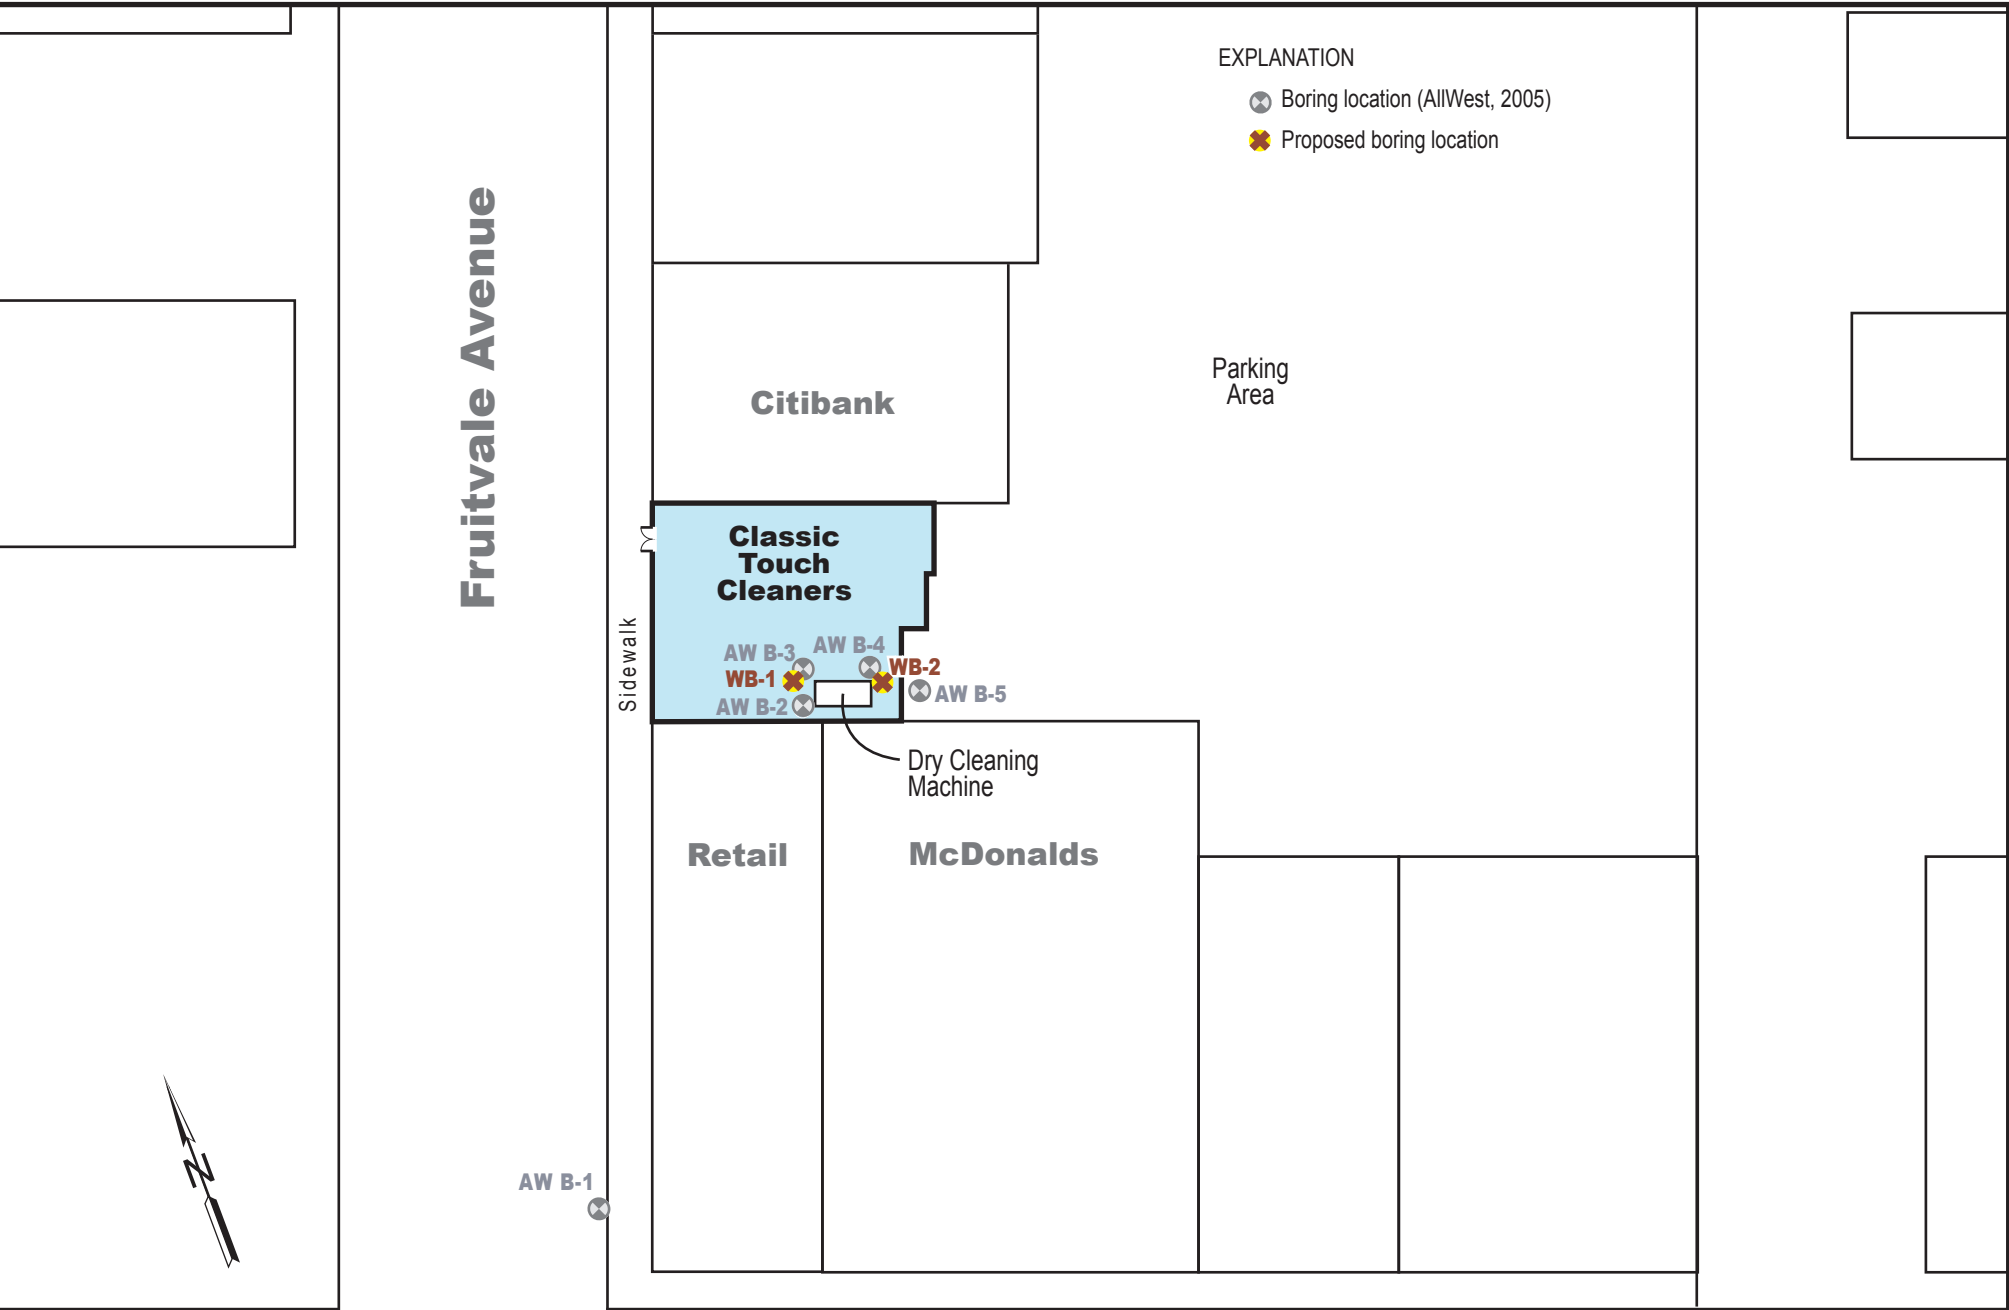 EXPLANATION
Boring location (AllWest, 2005)
Proposed boring location
Fruitvale Avenue
Citibank
Parking
Area
Classic
Touch
Cleaners
Sidewalk
AW B-3
AW B-4
WB-1
WB-2
AW B-2
AW B-5
Dry Cleaning
Machine
Retail
McDonalds
AW B-1
N